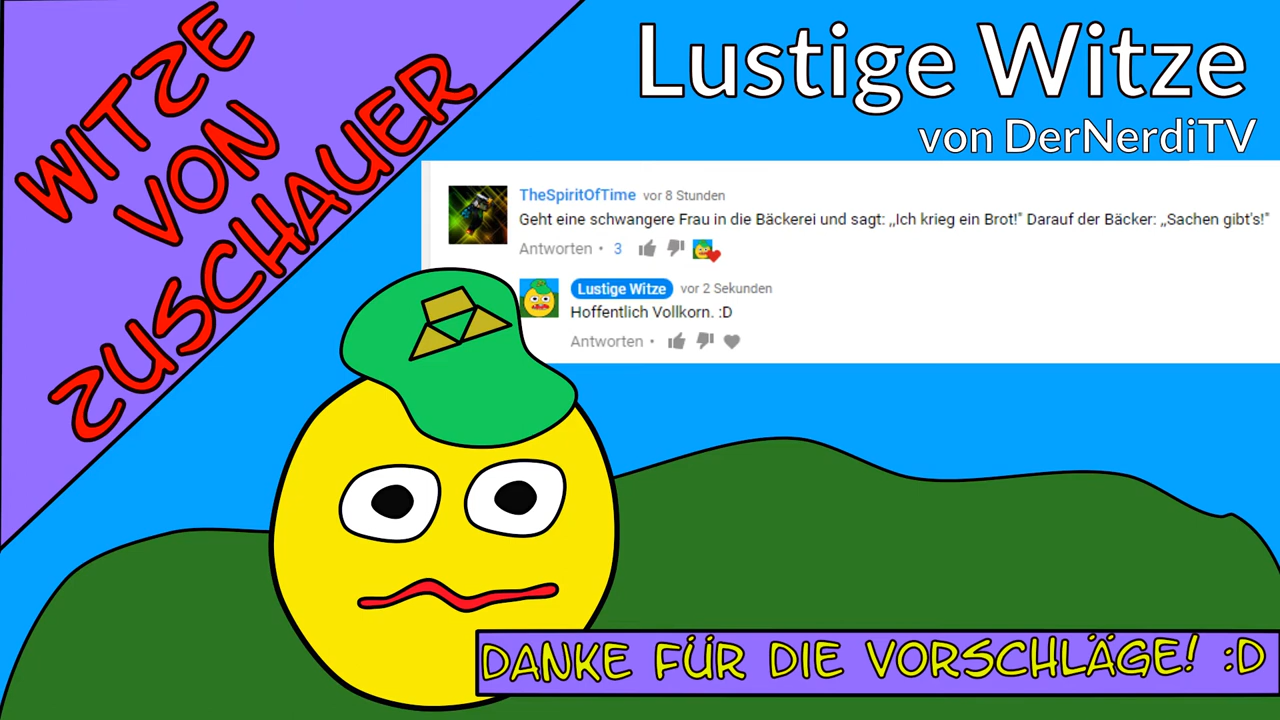 WITZE
VON
ZUSCHAUER
Lustige Witze
von DerNerdiTV
TheSpiritOfTime vor 8 Stunden
Geht eine schwangere Frau in die Bäckerei und sagt: ,,Ich krieg ein Brot!" Darauf der Bäcker: ,,Sachen gibt's!"
Antworten • 3
Lustige Witze vor 2 Sekunden
Hoffentlich Vollkorn. :D
Antworten •
DANKE FÜR DIE VORSCHLÄGE! :D